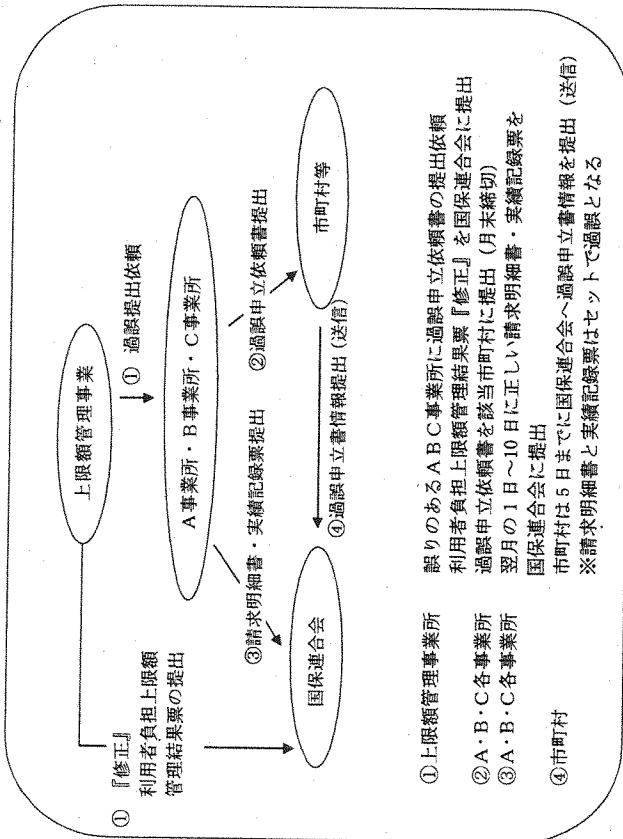 上限額管理事業
① 『修正』
利用者負担上限額
管理結果票の提出
① 過誤提出依頼
A事業所・B事業所・C事業所
③請求明細書・実績記録票提出
②過誤申立依頼書提出
国保連合会
市町村等
④過誤申立書情報提出(送信)
①上限額管理事業所 誤りのあるABC事業所に過誤申立依頼書の提出依頼
利用者負担上限額管理結果票『修正』を国保連合会に提出
②A・B・C各事業所 過誤申立依頼書を該当市町村に提出(月末締切)
③A・B・C各事業所 翌月の1日~10日に正しい請求明細書・実績記録票を
国保連合会に提出
④市町村 市町村は5日までに国保連合会へ過誤申立書情報を提出(送信)
※請求明細書と実績記録票はセットで過誤となる